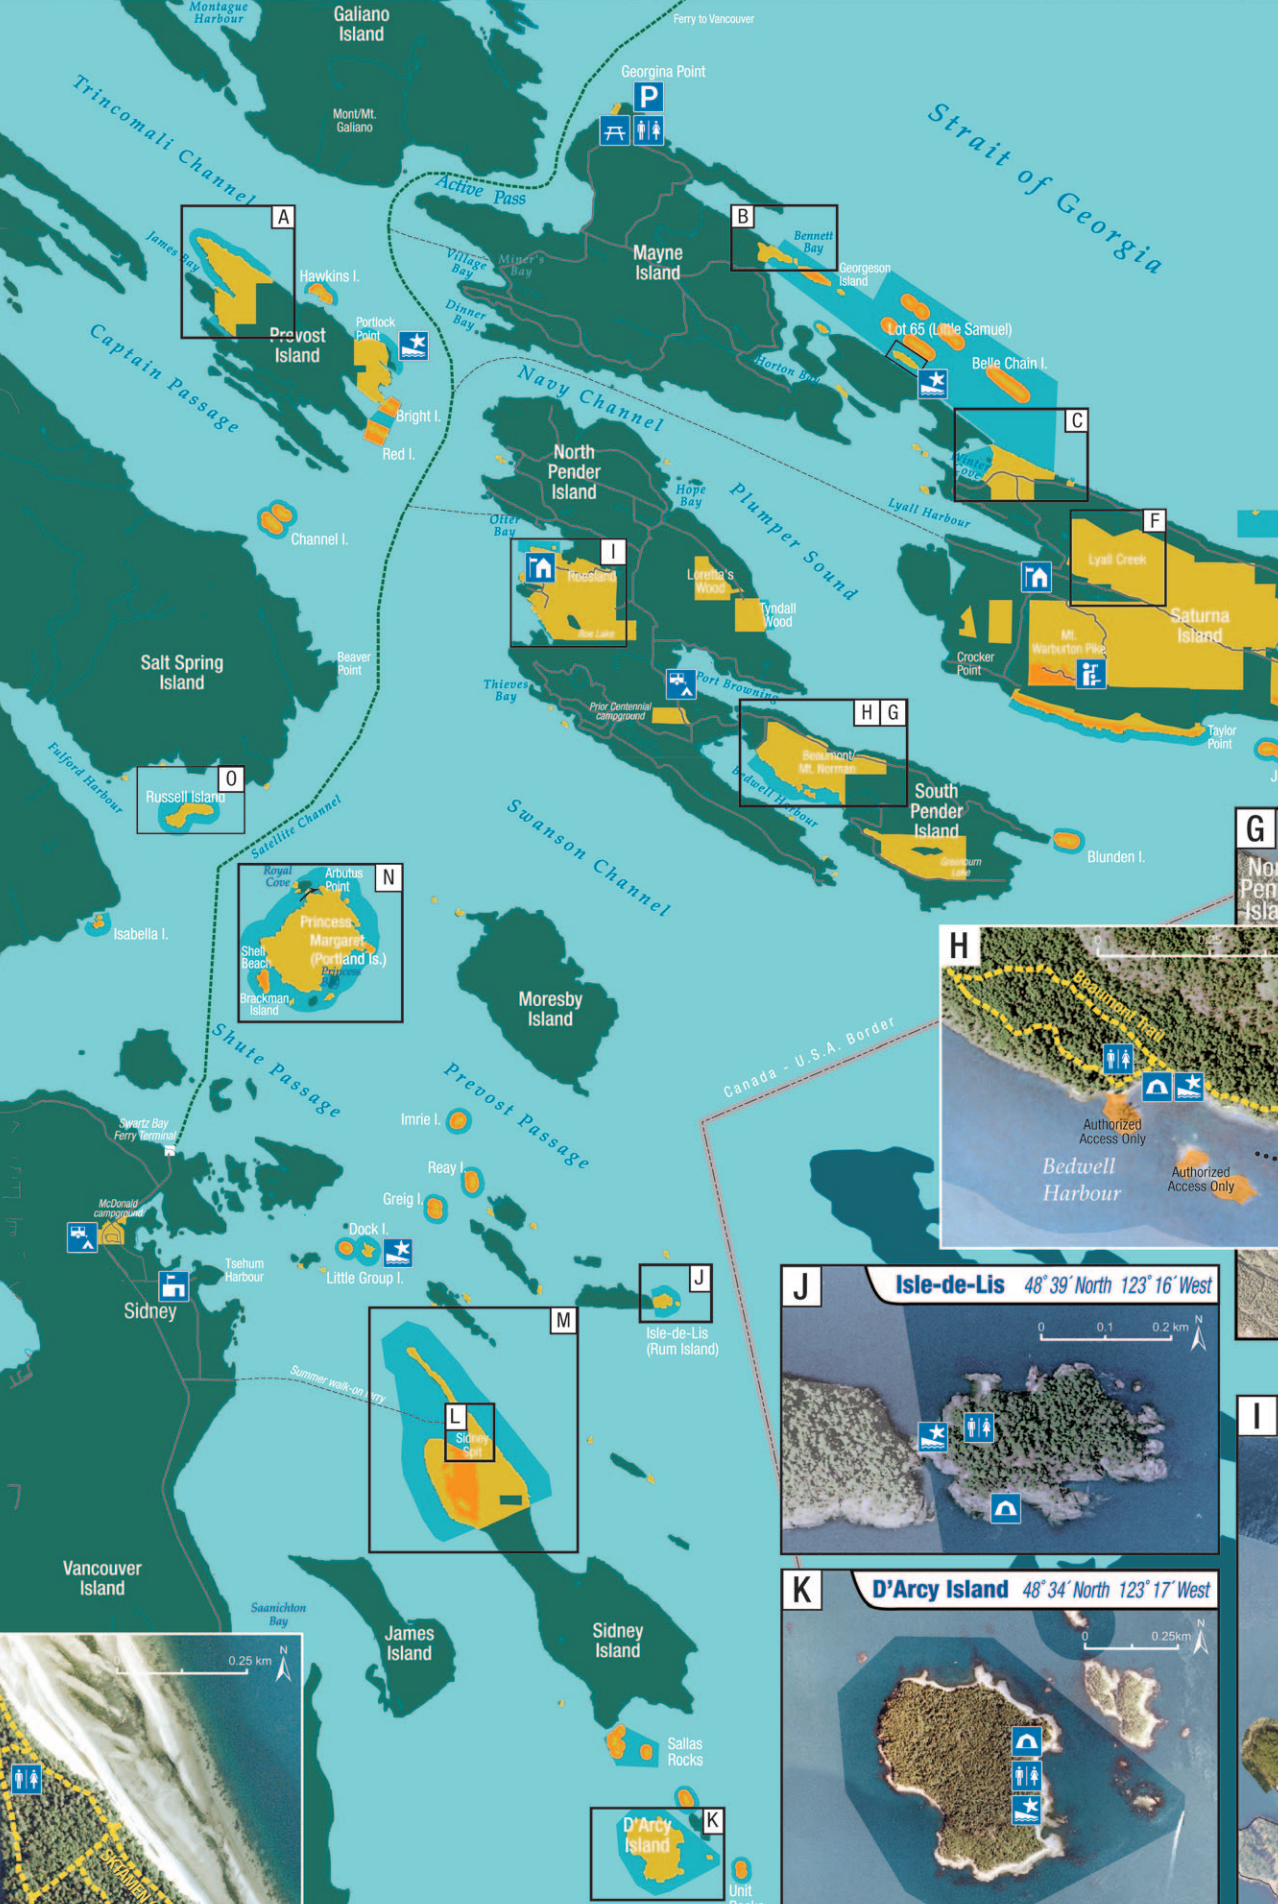 Montague
Harbour
Galiano
Island
Ferry to Vancouver
Georgina Point
P
Mont/Mt.
Galiano
Trincomali Channel
Strait of Georgia
Active Pass
A
B
James Bay
Village
Bay
Miner's
Bay
Mayne
Island
Bennett
Bay
Georgeson
Island
Hawkins I.
Dinner
Bay
Portlock
Point
Prevost
Island
Captain Passage
Lot 65 (Little Samuel)
Belle Chain I.
Horton Bay
Navy Channel
Bright I.
Red I.
C
North
Pender
Island
Winter
Cove
Hope
Bay
Plumper Sound
Lyall Harbour
Otter
Bay
Channel I.
F
I
Lyall Creek
Roesland
Loretta's
Wood
Roe Lake
Tyndall
Wood
Saturna
Island
Mt.
Warburton Pike
Crocker
Point
Salt Spring
Island
Beaver
Point
Thieves
Bay
Port Browning
Prior Centennial
campground
H G
Taylor
Point
Beaumont/
Mt. Norman
Bedwell Harbour
Fulford Harbour
O
Russell Island
Satellite Channel
Swanson Channel
South
Pender
Island
Greenburn
Lake
Blunden I.
G
Royal
Cove
Arbutus
Point
N
Princess
Margaret
(Portland Is.)
Shell
Beach
Princess
Brackman
Island
Isabella I.
Moresby
Island
H
0
0.25
Beaumont Trail
Authorized
Access Only
Authorized
Access Only
Bedwell
Harbour
Canada - U.S.A. Border
Shute Passage
Prevost Passage
Imrie I.
Swartz Bay
Ferry Terminal
Reay I.
Greig I.
McDonald
campground
Dock I.
Little Group I.
Tsehum
Harbour
Sidney
J
Isle-de-Lis
(Rum Island)
J
Isle-de-Lis 48°39´North 123°16´West
0 0.1 0.2 km N
M
Summer walk-on ferry
L
Sidney
Spit
I
Vancouver
Island
K
D'Arcy Island 48°34´North 123°17´West
0 0.25km N
Saanichton
Bay
James
Island
Sidney
Island
0 0.25 km N
Sallas
Rocks
K
D'Arcy
Island
Unit